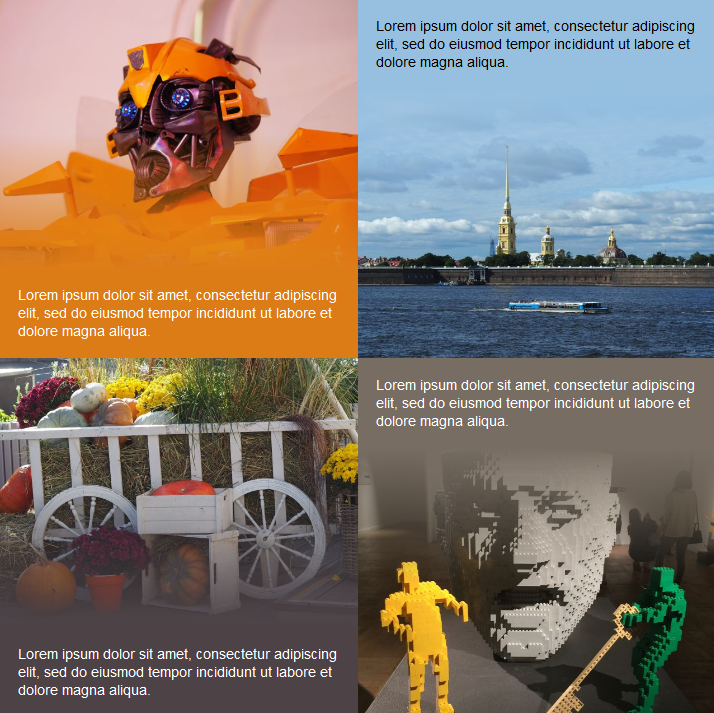 Lorem ipsum dolor sit amet, consectetur adipiscing
elit, sed do eiusmod tempor incididunt ut labore et
dolore magna aliqua.
Lorem ipsum dolor sit amet, consectetur adipiscing
elit, sed do eiusmod tempor incididunt ut labore et
dolore magna aliqua.
Lorem ipsum dolor sit amet, consectetur adipiscing
elit, sed do eiusmod tempor incididunt ut labore et
dolore magna aliqua.
Lorem ipsum dolor sit amet, consectetur adipiscing
elit, sed do eiusmod tempor incididunt ut labore et
dolore magna aliqua.